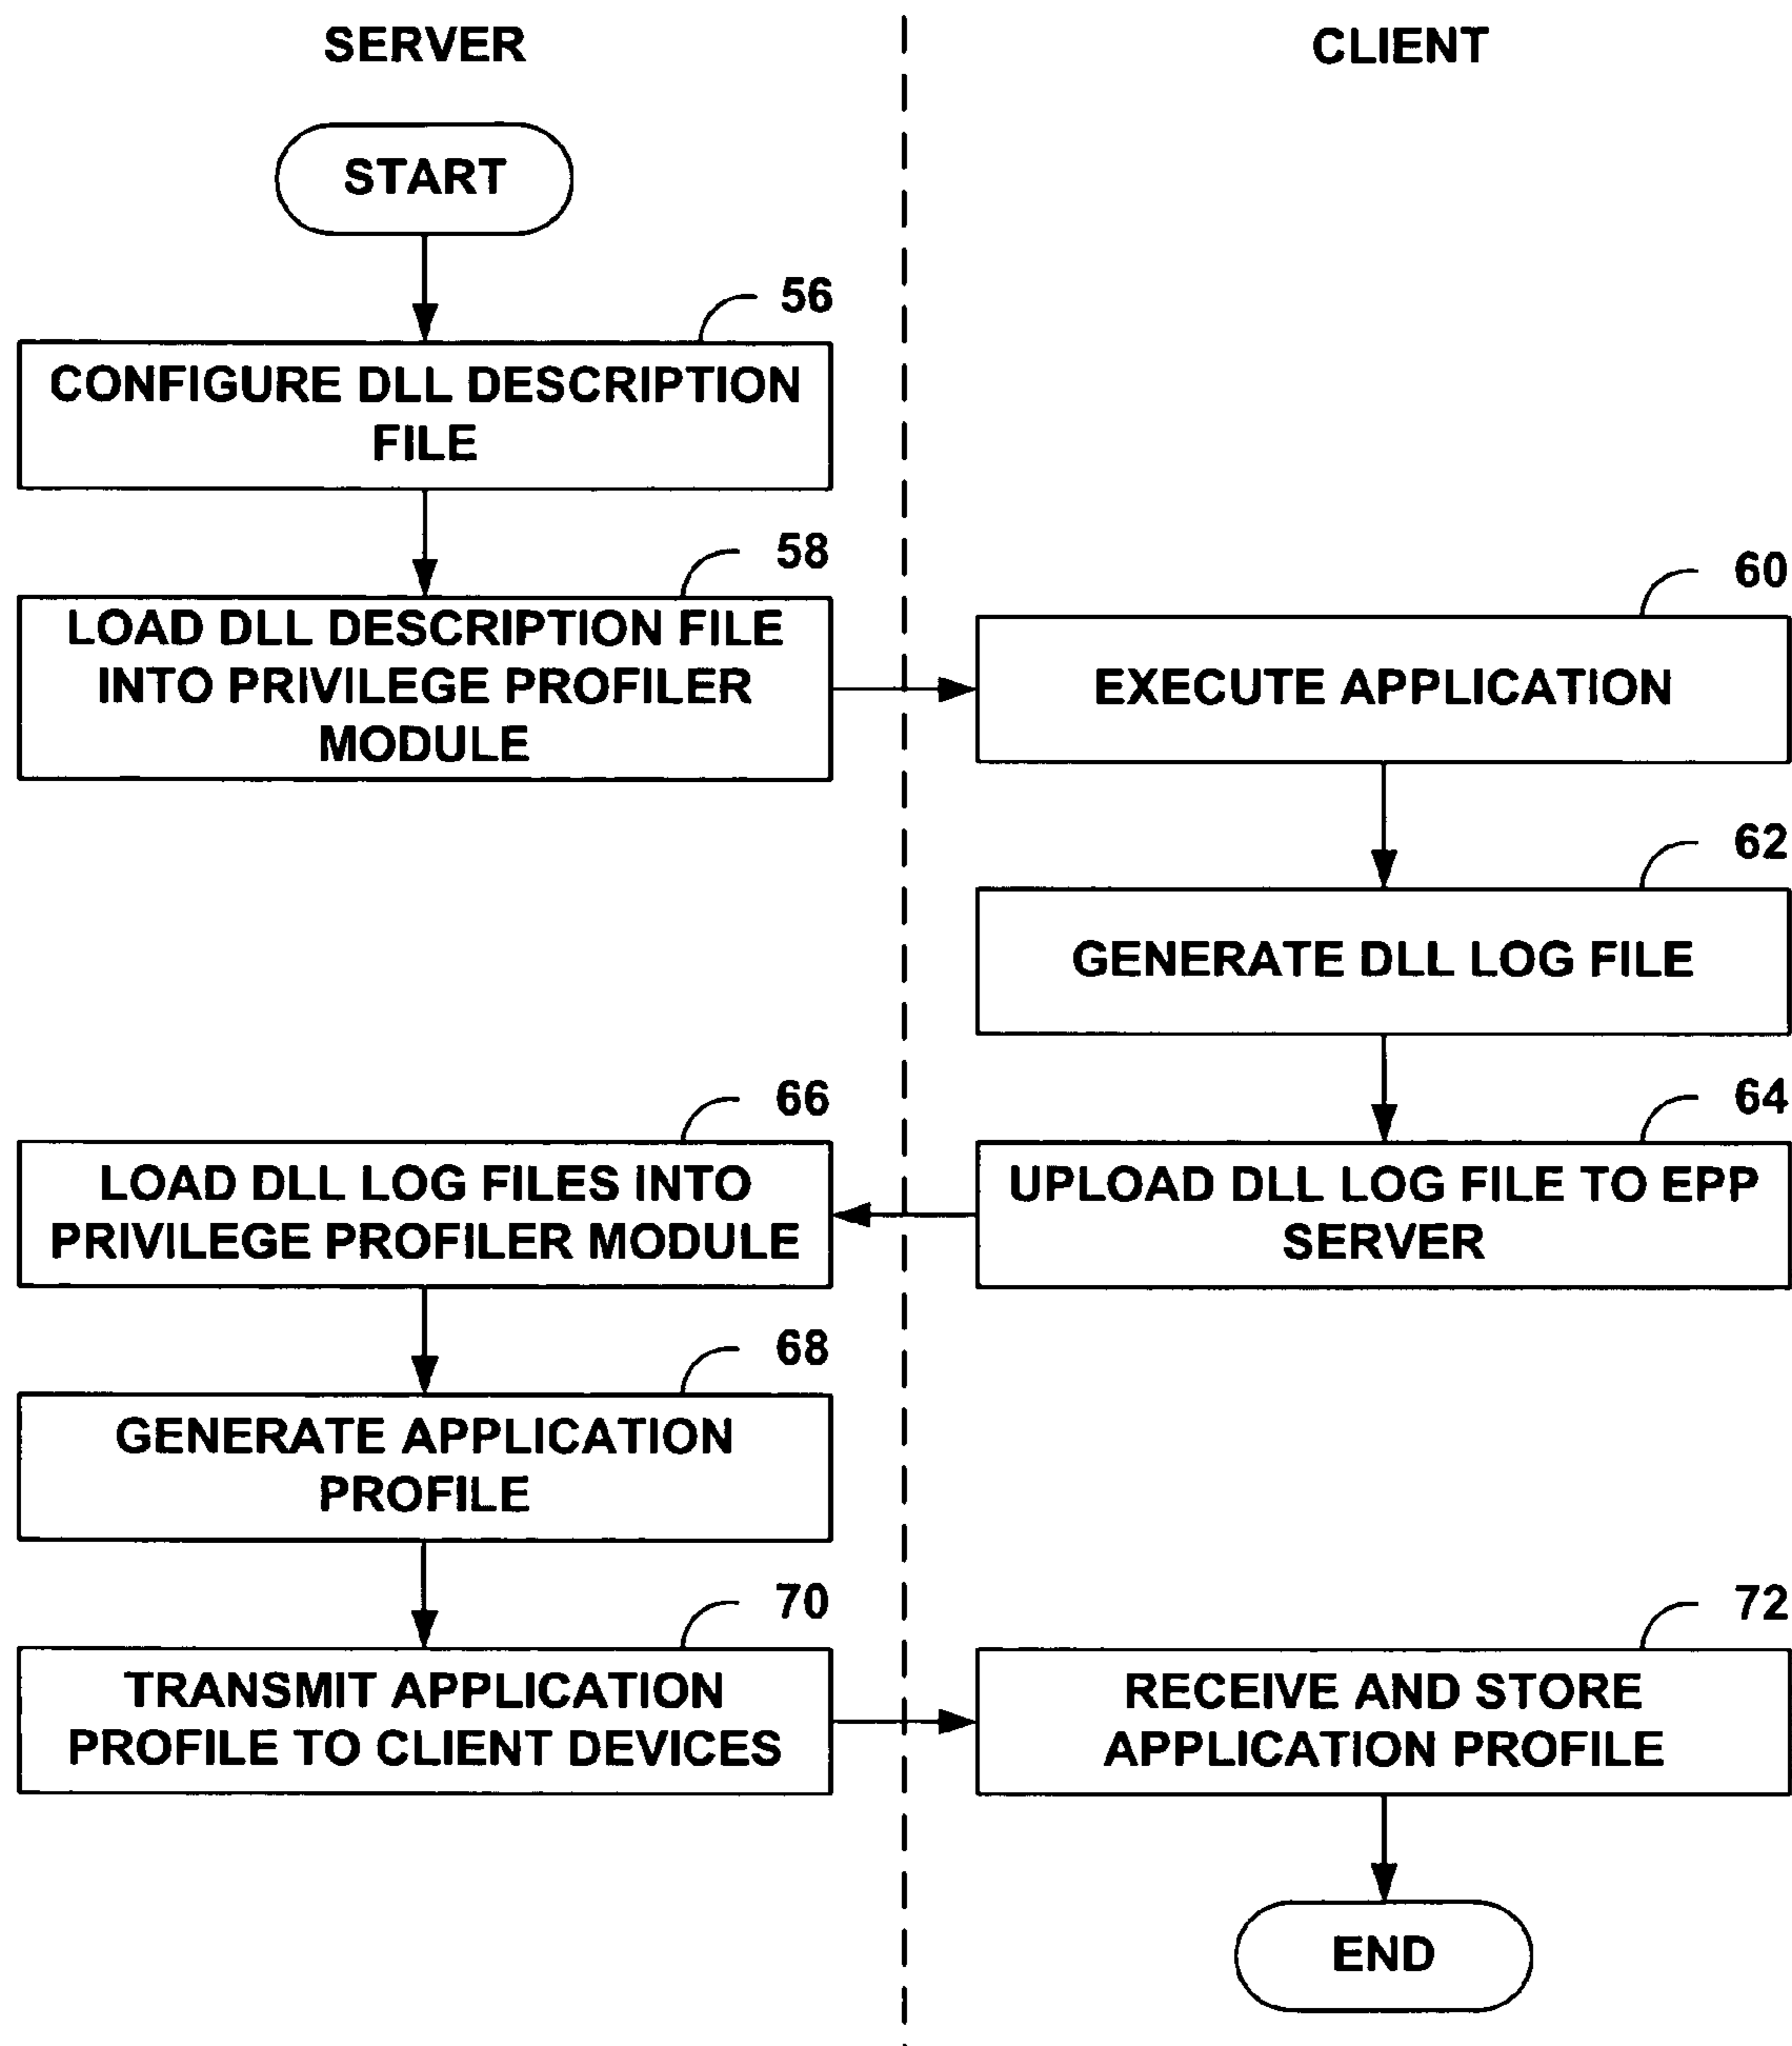 SERVER
CLIENT
START
56
CONFIGURE DLL DESCRIPTION
FILE
58
LOAD DLL DESCRIPTION FILE
INTO PRIVILEGE PROFILER
MODULE
60
EXECUTE APPLICATION
62
GENERATE DLL LOG FILE
64
UPLOAD DLL LOG FILE TO EPP
SERVER
66
LOAD DLL LOG FILES INTO
PRIVILEGE PROFILER MODULE
68
GENERATE APPLICATION
PROFILE
70
TRANSMIT APPLICATION
PROFILE TO CLIENT DEVICES
72
RECEIVE AND STORE
APPLICATION PROFILE
END